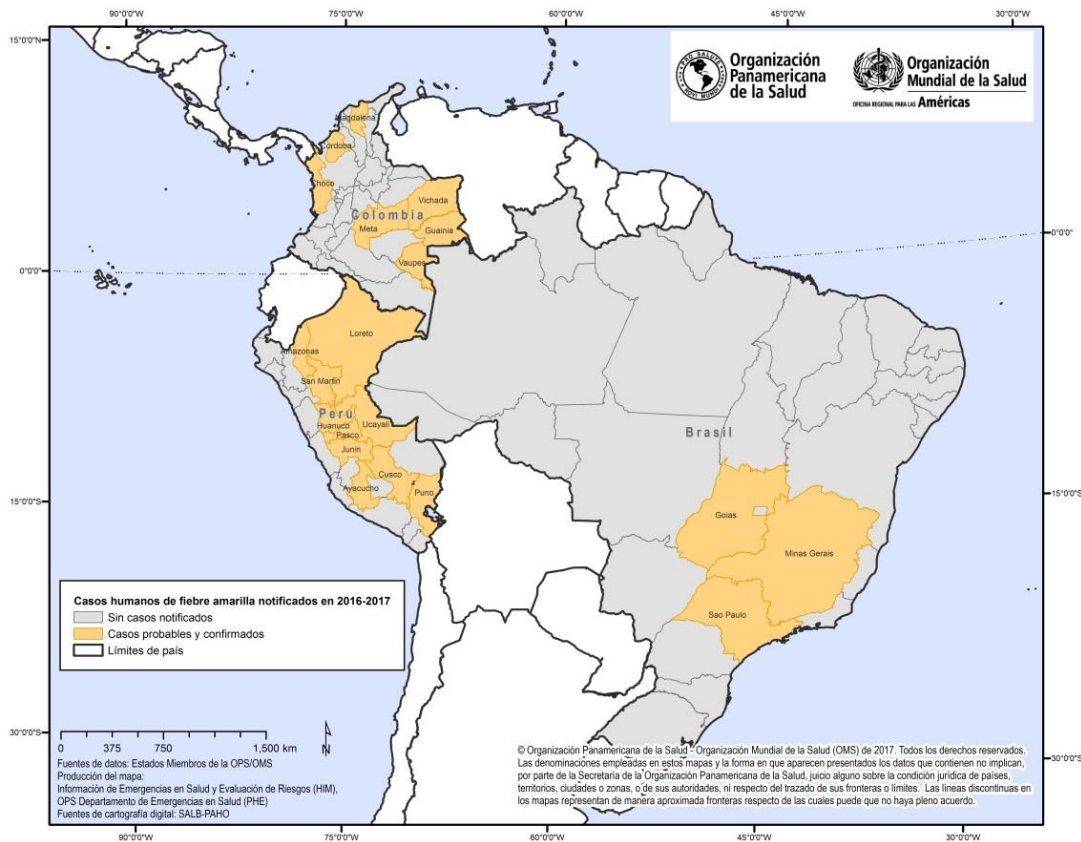 90°0'0"W 75°0'0"W 60°0'0"W 45°0'0"W 30°0'0"W
15°0'0"N
PRO SALUTE
NOVI MUNDI
Organización
Panamericana
de la Salud
Organización
Mundial de la Salud
OFICINA REGIONAL PARA LAS Américas
Magdalena
Cordoba
Choco
Vichada
Colombia
Meta
Guainia
Vaupes
0°0'0"
0°0'0"
Loreto
Amazonas
San Martin
Peru
Huanuco
Ucayali
Pasco
Junin
Cusco
Ayacucho
Puno
Brasil
15°0'0"S
15°0'0"S
Goias
Minas Gerais
Sao Paulo
Casos humanos de fiebre amarilla notificados en 2016-2017
Sin casos notificados
Casos probables y confirmados
Límites de país
30°0'0"S
30°0'0"S
0 375 750 1,500 km
N
Fuentes de datos: Estados Miembros de la OPS/OMS
Producción del mapa:
Información de Emergencias en Salud y Evaluación de Riesgos (HIM),
OPS Departamento de Emergencias en Salud (PHE)
Fuentes de cartografía digital: SALB-PAHO
© Organización Panamericana de la Salud - Organización Mundial de la Salud (OMS) de 2017. Todos los derechos reservados.
Las denominaciones empleadas en estos mapas y la forma en que aparecen presentados los datos que contienen no implican,
por parte de la Secretaría de la Organización Panamericana de la Salud, juicio alguno sobre la condición jurídica de países,
territorios, ciudades o zonas, o de sus autoridades, ni respecto del trazado de sus fronteras o límites. Las líneas discontinuas en
los mapas representan de manera aproximada fronteras respecto de las cuales puede que no haya pleno acuerdo.
90°0'0"W 75°0'0"W 60°0'0"W 45°0'0"W 30°0'0"W